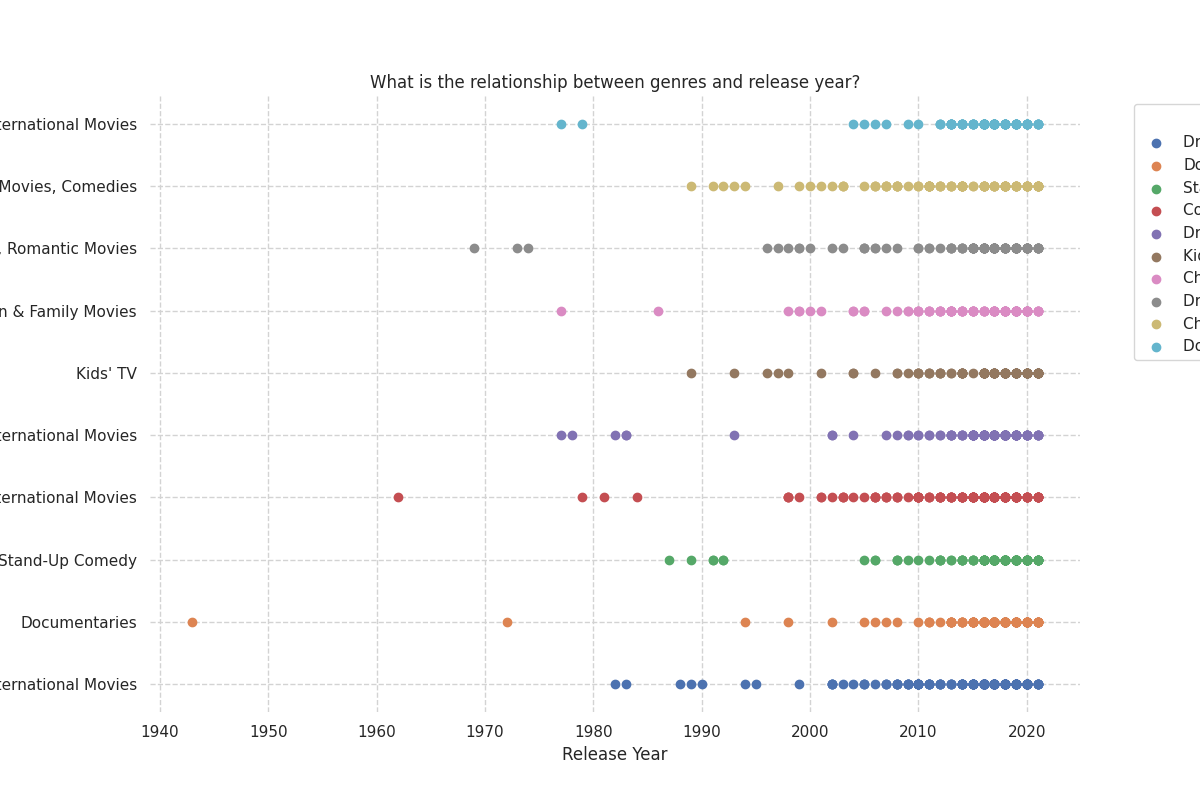 What is the relationship between genres and release year?
International Movies
Movies, Comedies
Romantic Movies
& Family Movies
Kids' TV
International Movies
International Movies
Stand-Up Comedy
Documentaries
International Movies
1940 1950 1960 1970 1980 1990 2000 2010 2020
Release Year
Dr
Do
Sta
Co
Dr
Kid
Ch
Dr
Ch
Do